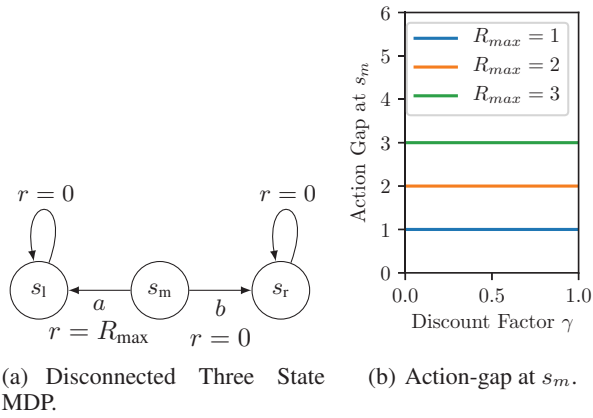 r = 0
r = 0
s_l
s_m
s_r
a
b
r = R_max
r = 0
(a) Disconnected Three State
MDP.
6
5
4
3
2
1
0
Action Gap at s_m
R_max = 1
R_max = 2
R_max = 3
0.0
0.5
1.0
Discount Factor γ
(b) Action-gap at s_m.